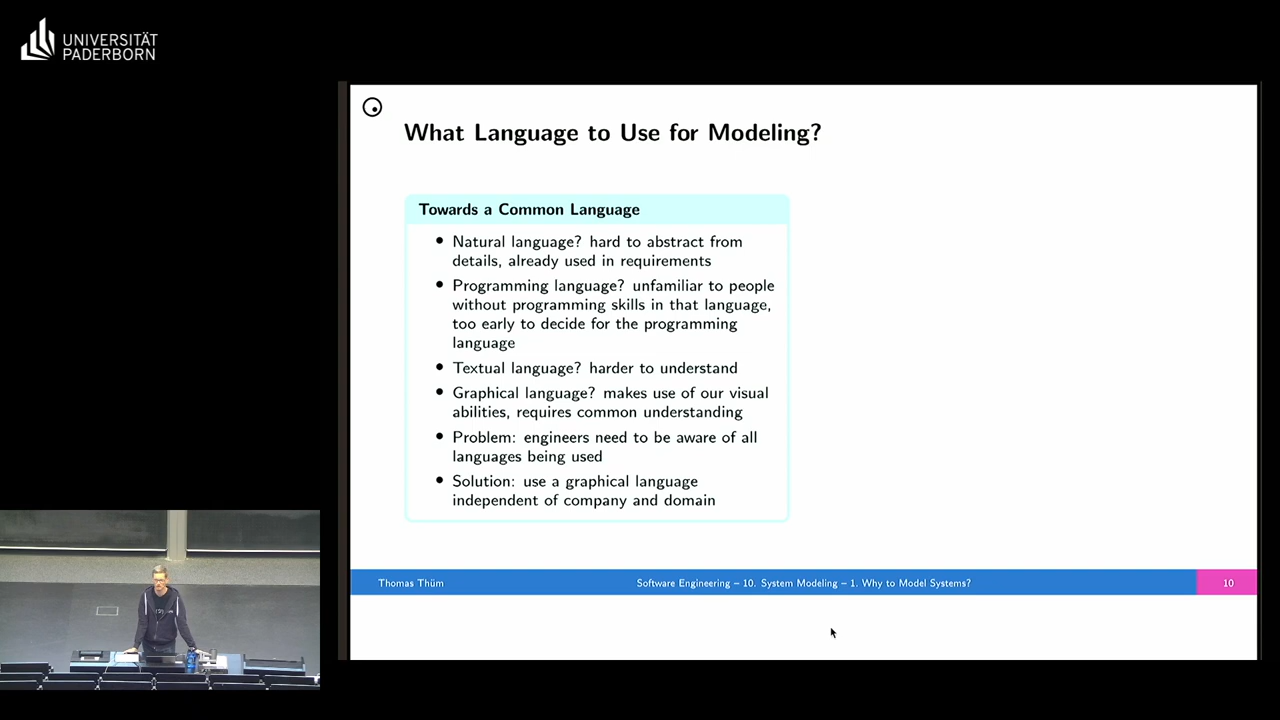 UNIVERSITÄT
PADERBORN
What Language to Use for Modeling?
Towards a Common Language
• Natural language? hard to abstract from
details, already used in requirements
• Programming language? unfamiliar to people
without programming skills in that language,
too early to decide for the programming
language
• Textual language? harder to understand
• Graphical language? makes use of our visual
abilities, requires common understanding
• Problem: engineers need to be aware of all
languages being used
• Solution: use a graphical language
independent of company and domain
Thomas Thüm
Software Engineering – 10. System Modeling – 1. Why to Model Systems?
10